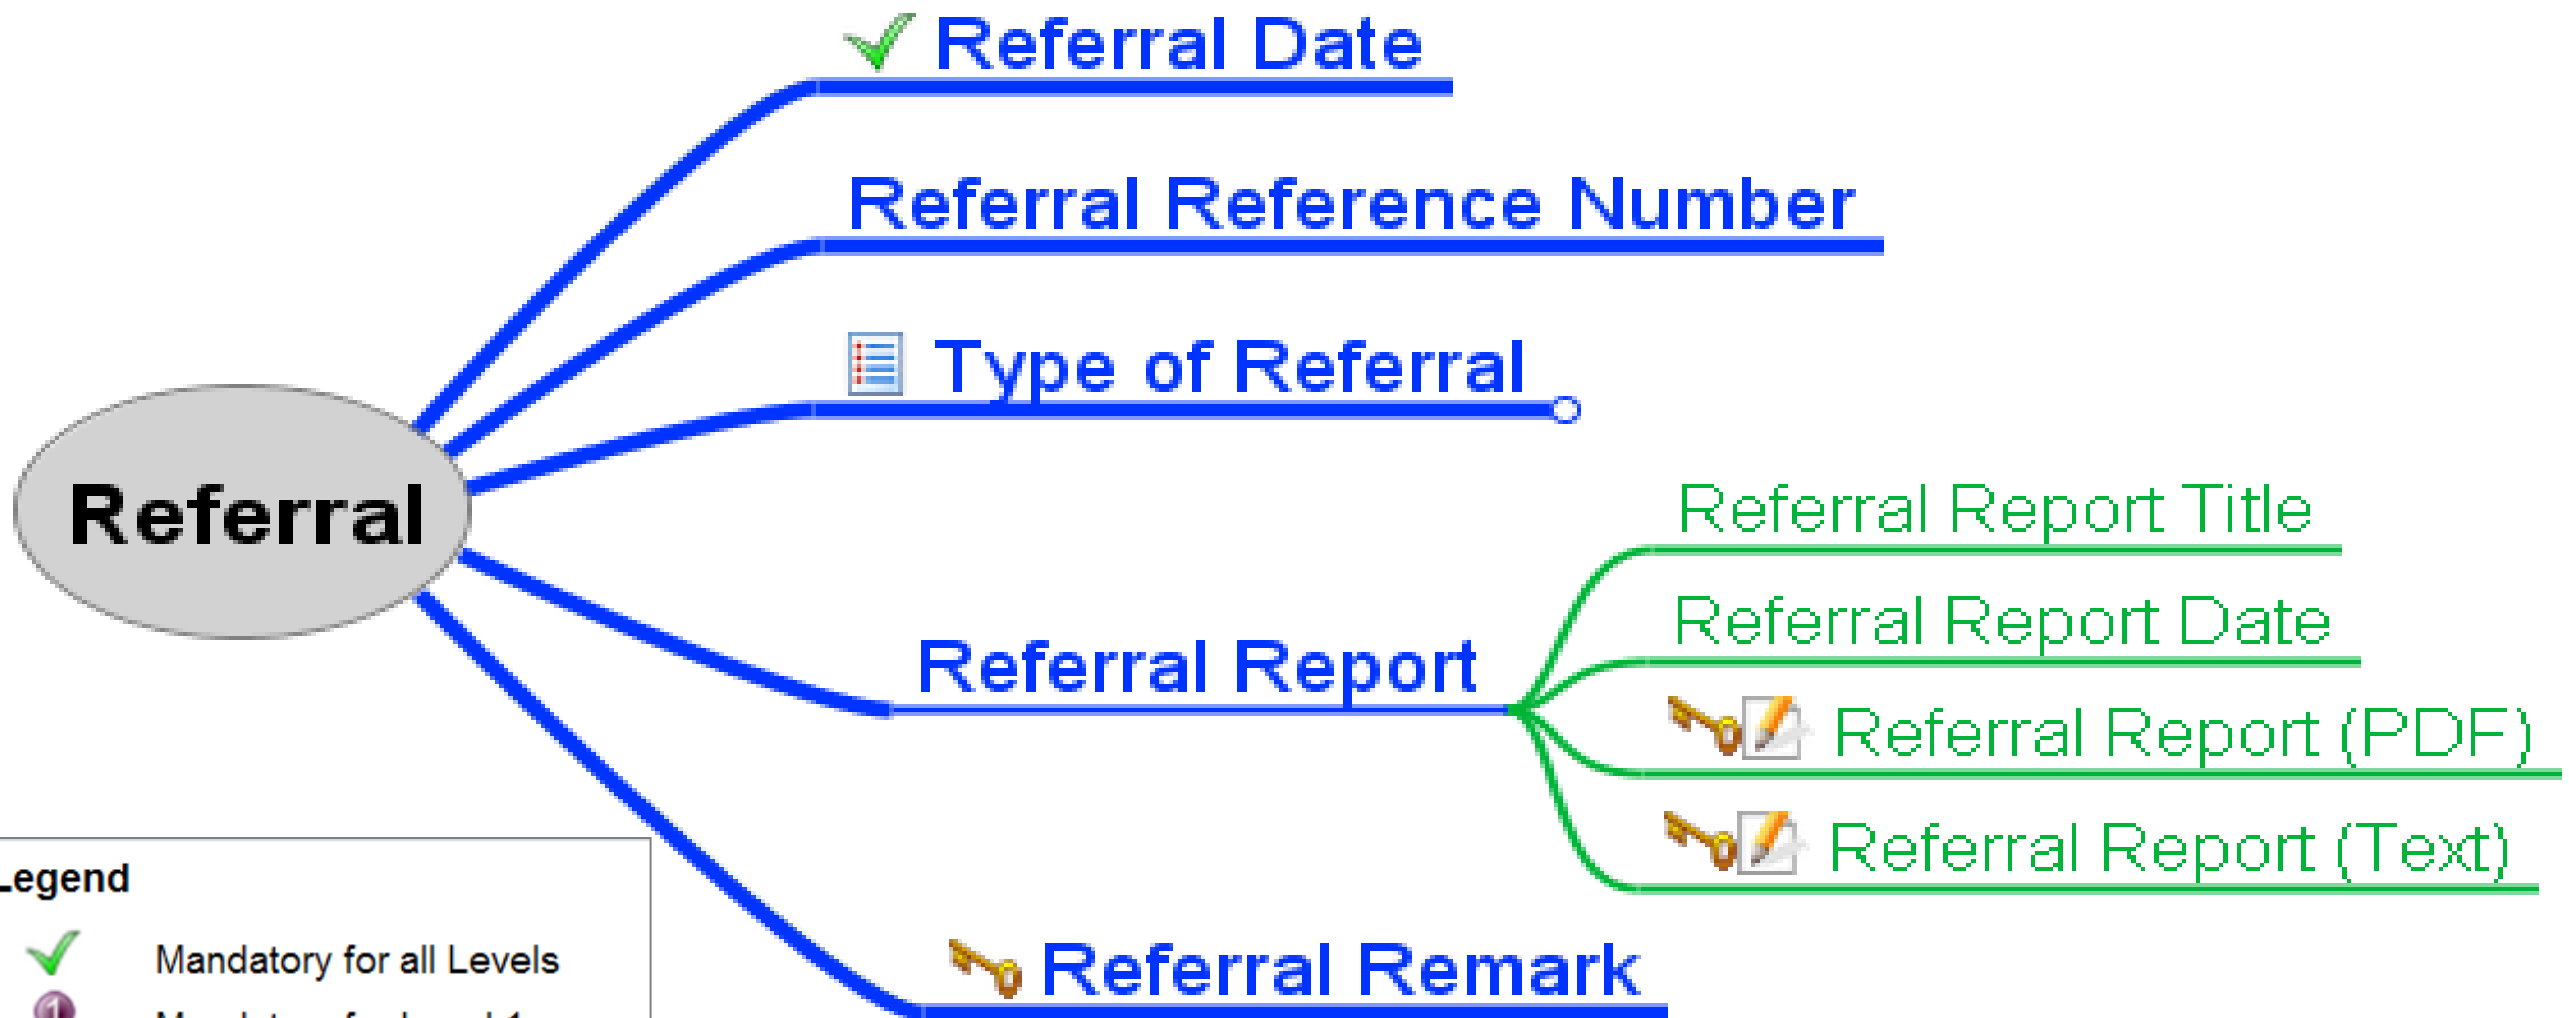 Referral Date
Referral Reference Number
Type of Referral
Referral
Referral Report Title
Referral Report Date
Referral Report
Referral Report (PDF)
Referral Report (Text)
Legend
Mandatory for all Levels
Referral Remark
1